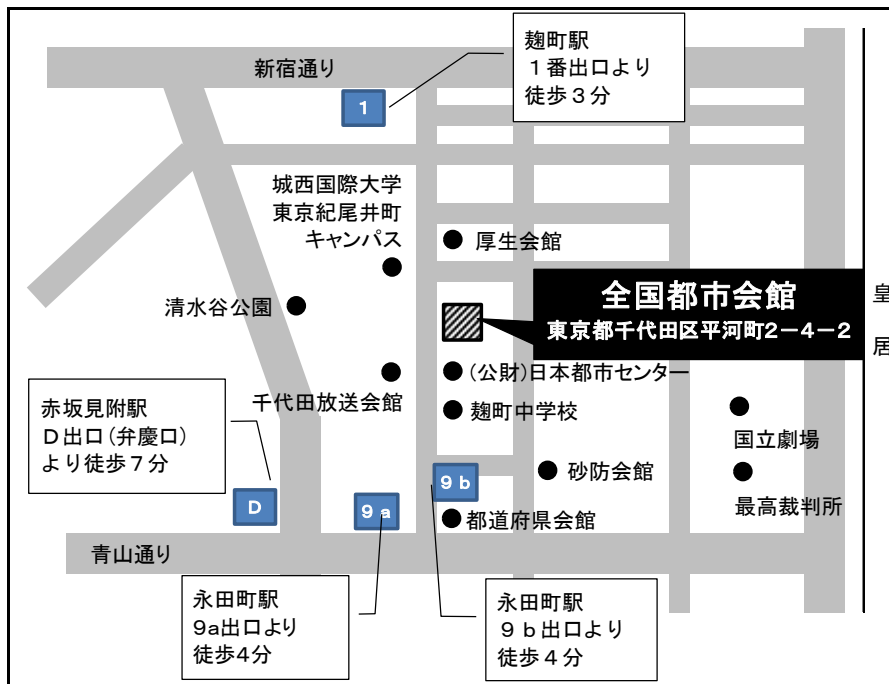 麹町駅
１番出口より
徒歩３分
新宿通り
1
城西国際大学
東京紀尾井町
キャンパス
厚生会館
全国都市会館
東京都千代田区平河町2－4－2
皇
居
清水谷公園
(公財)日本都市センター
千代田放送会館
麹町中学校
赤坂見附駅
Ｄ出口（弁慶口）
より徒歩７分
国立劇場
砂防会館
9 b
D
9 a
都道府県会館
最高裁判所
青山通り
永田町駅
9a出口より
徒歩4分
永田町駅
９ｂ出口より
徒歩４分